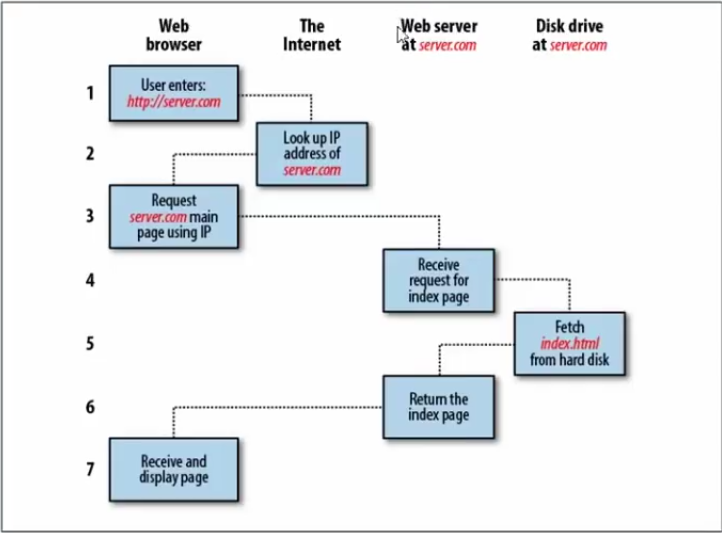 Web
browser
The
Internet
Web server
at server.com
Disk drive
at server.com
1
User enters:
http://server.com
2
Look up IP
address of
server.com
3
Request
server.com main
page using IP
4
Receive
request for
index page
5
Fetch
index.html
from hard disk
6
Return the
index page
7
Receive and
display page